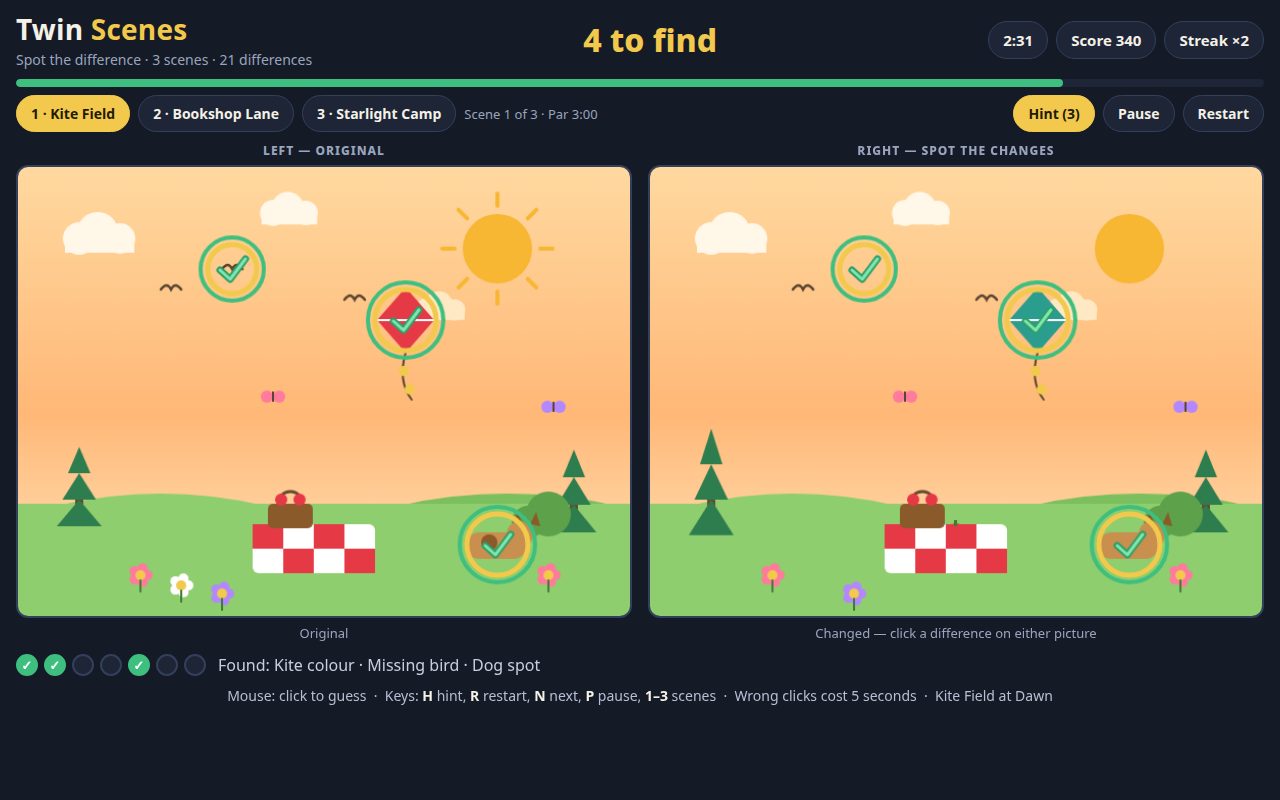 Twin Scenes
Spot the difference · 3 scenes · 21 differences
4 to find
2:31
Score 340
Streak ×2
1 · Kite Field
2 · Bookshop Lane
3 · Starlight Camp
Scene 1 of 3 · Par 3:00
Hint (3)
Pause
Restart
LEFT — ORIGINAL
RIGHT — SPOT THE CHANGES
Original
Changed — click a difference on either picture
Found: Kite colour · Missing bird · Dog spot
Mouse: click to guess · Keys: H hint, R restart, N next, P pause, 1–3 scenes · Wrong clicks cost 5 seconds · Kite Field at Dawn